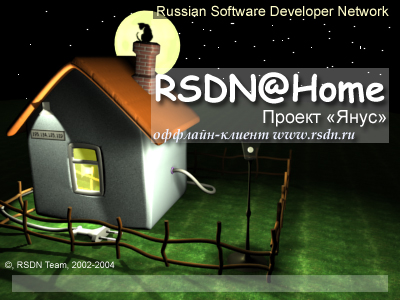 Russian Software Developer Network
RSDN@Home
Проект «Янус»
оффлайн-клиент www.rsdn.ru
©, RSDN Team, 2002-2004